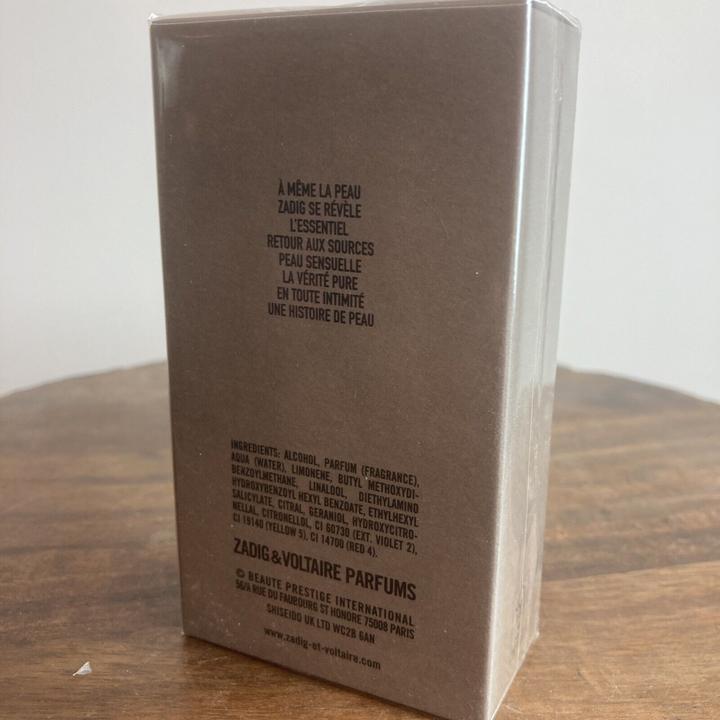 À MÊME LA PEAU
ZADIG SE RÉVÈLE
L'ESSENTIEL
RETOUR AUX SOURCES
PEAU SENSUELLE
LA VÉRITÉ PURE
EN TOUTE INTIMITÉ
UNE HISTOIRE DE PEAU
INGREDIENTS: ALCOHOL, PARFUM (FRAGRANCE),
AQUA (WATER), LIMONENE, BUTYL METHOXYDI-
BENZOYLMETHANE, LINALOOL, DIETHYLAMINO
HYDROXYBENZOYL HEXYL BENZOATE, ETHYLHEXYL
SALICYLATE, CITRAL, GERANIOL, HYDROXYCITRO-
NELLAL, CITRONELLOL, CI 60730 (EXT. VIOLET 2),
CI 19140 (YELLOW 5), CI 14700 (RED 4).
ZADIG&VOLTAIRE PARFUMS
© BEAUTE PRESTIGE INTERNATIONAL
56/A RUE DU FAUBOURG ST HONORE 75008 PARIS
SHISEIDO UK LTD WC2B 6AN
www.zadig-et-voltaire.com